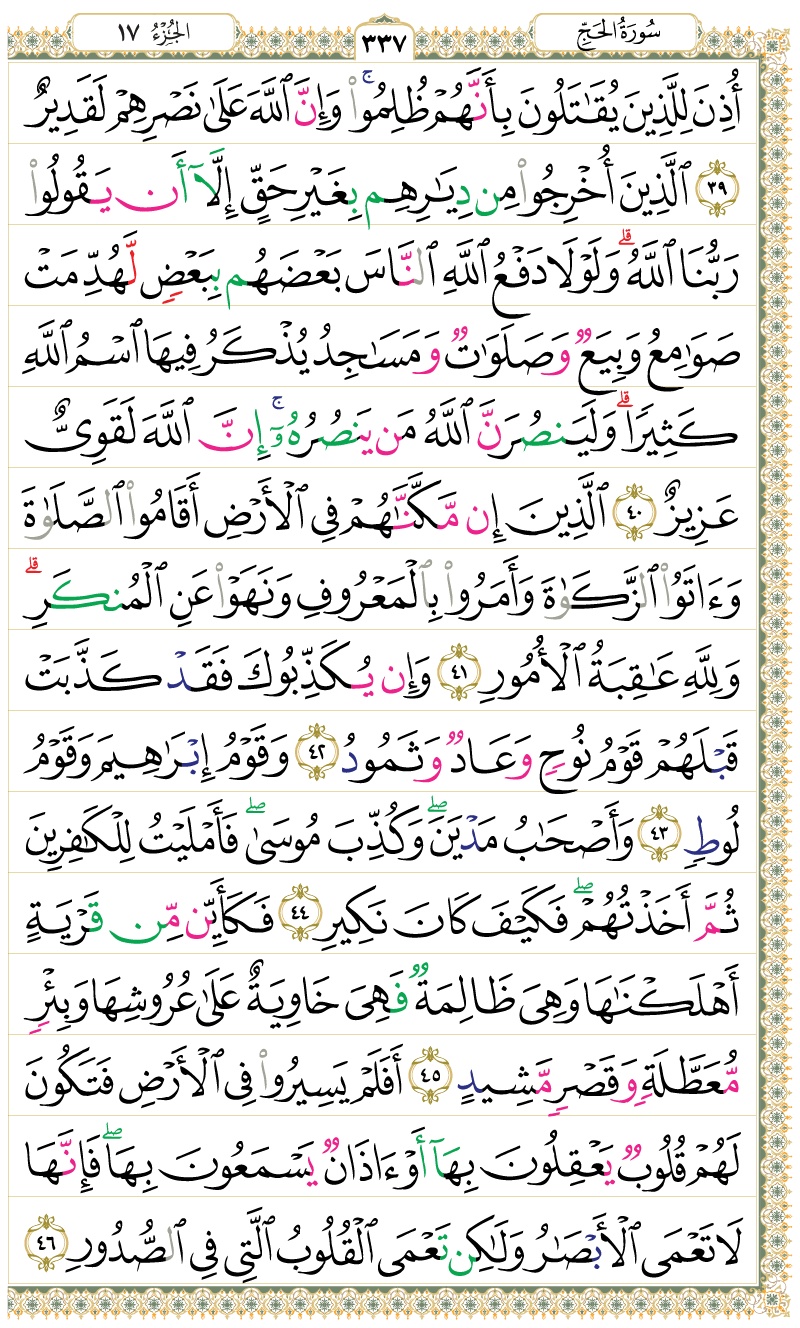 سُورَةُ الحَجِّ ٣٣٧ الجُزْءُ ١٧
أُذِنَ لِلَّذِينَ يُقَـٰتَلُونَ بِأَنَّهُمْ ظُلِمُوا۟ ۚ وَإِنَّ ٱللَّهَ عَلَىٰ نَصْرِهِمْ لَقَدِيرٌ
٣٩ ٱلَّذِينَ أُخْرِجُوا۟ مِن دِيَـٰرِهِم بِغَيْرِ حَقٍّ إِلَّآ أَن يَقُولُوا۟
رَبُّنَا ٱللَّهُ ۗ وَلَوْلَا دَفْعُ ٱللَّهِ ٱلنَّاسَ بَعْضَهُم بِبَعْضٍ لَّهُدِّمَتْ
صَوَٰمِعُ وَبِيَعٌ وَصَلَوَٰتٌ وَمَسَـٰجِدُ يُذْكَرُ فِيهَا ٱسْمُ ٱللَّهِ
كَثِيرًا ۗ وَلَيَنصُرَنَّ ٱللَّهُ مَن يَنصُرُهُۥٓ ۚ إِنَّ ٱللَّهَ لَقَوِىٌّ
عَزِيزٌ ٤٠ ٱلَّذِينَ إِن مَّكَّنَّـٰهُمْ فِى ٱلْأَرْضِ أَقَامُوا۟ ٱلصَّلَوٰةَ
وَءَاتَوُا۟ ٱلزَّكَوٰةَ وَأَمَرُوا۟ بِٱلْمَعْرُوفِ وَنَهَوْا۟ عَنِ ٱلْمُنكَرِ ۗ
وَلِلَّهِ عَـٰقِبَةُ ٱلْأُمُورِ ٤١ وَإِن يُكَذِّبُوكَ فَقَدْ كَذَّبَتْ
قَبْلَهُمْ قَوْمُ نُوحٍ وَعَادٌ وَثَمُودُ ٤٢ وَقَوْمُ إِبْرَٰهِيمَ وَقَوْمُ
لُوطٍ ٤٣ وَأَصْحَـٰبُ مَدْيَنَ ۖ وَكُذِّبَ مُوسَىٰ ۖ فَأَمْلَيْتُ لِلْكَـٰفِرِينَ
ثُمَّ أَخَذْتُهُمْ ۖ فَكَيْفَ كَانَ نَكِيرِ ٤٤ فَكَأَيِّن مِّن قَرْيَةٍ
أَهْلَكْنَـٰهَا وَهِىَ ظَالِمَةٌ فَهِىَ خَاوِيَةٌ عَلَىٰ عُرُوشِهَا وَبِئْرٍ
مُّعَطَّلَةٍ وَقَصْرٍ مَّشِيدٍ ٤٥ أَفَلَمْ يَسِيرُوا۟ فِى ٱلْأَرْضِ فَتَكُونَ
لَهُمْ قُلُوبٌ يَعْقِلُونَ بِهَآ أَوْ ءَاذَانٌ يَسْمَعُونَ بِهَا ۖ فَإِنَّهَا
لَا تَعْمَى ٱلْأَبْصَـٰرُ وَلَـٰكِن تَعْمَى ٱلْقُلُوبُ ٱلَّتِى فِى ٱلصُّدُورِ ٤٦